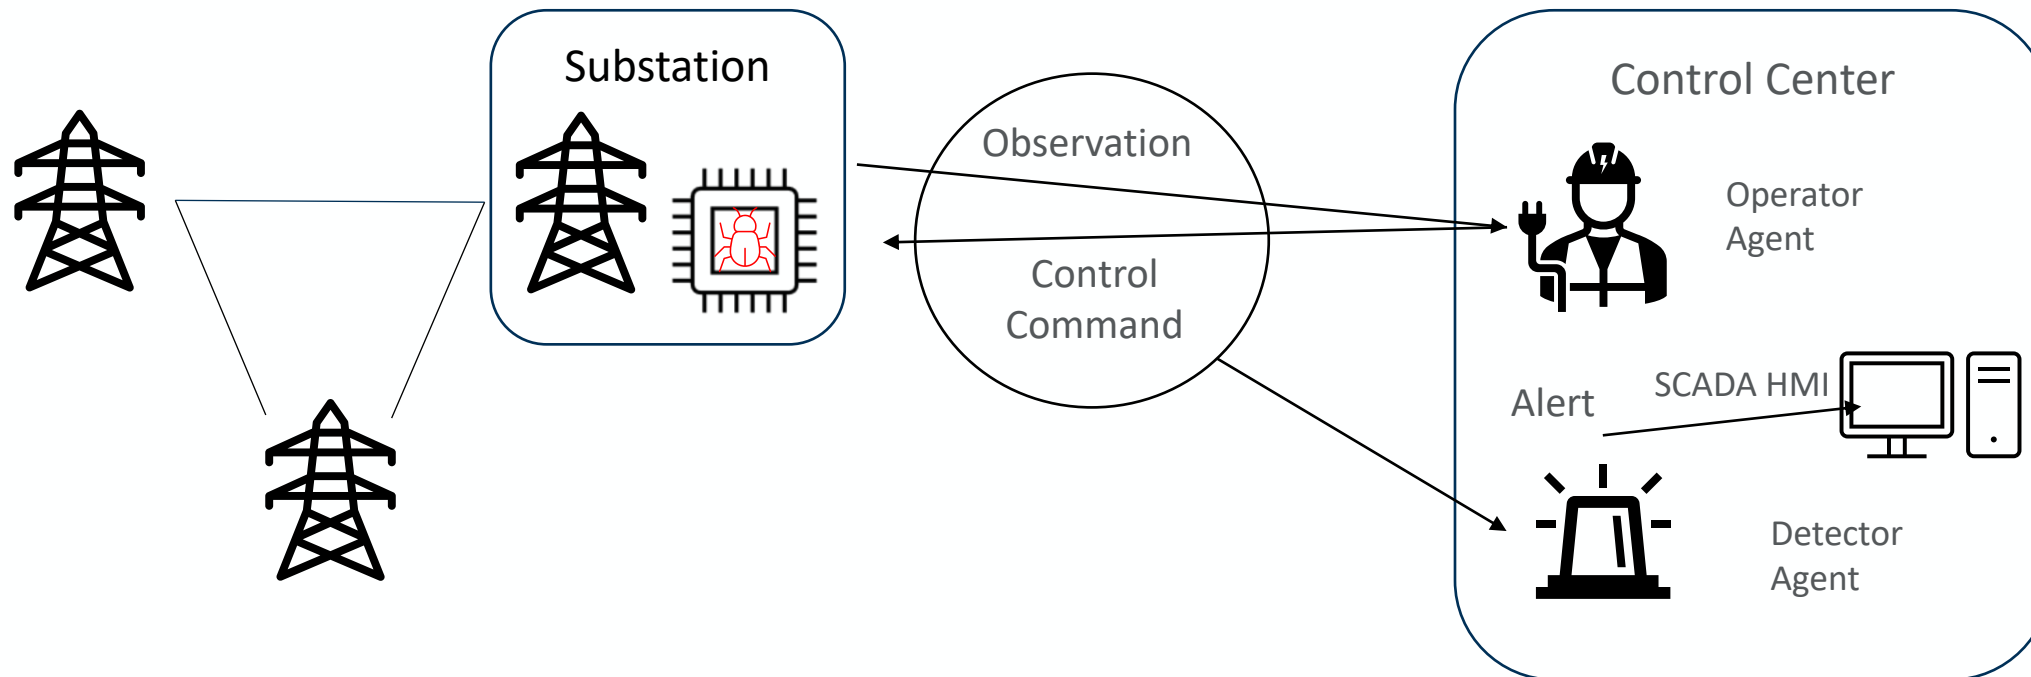 Substation
Observation
Control
Command
Control Center
Operator
Agent
Alert
SCADA HMI
Detector
Agent